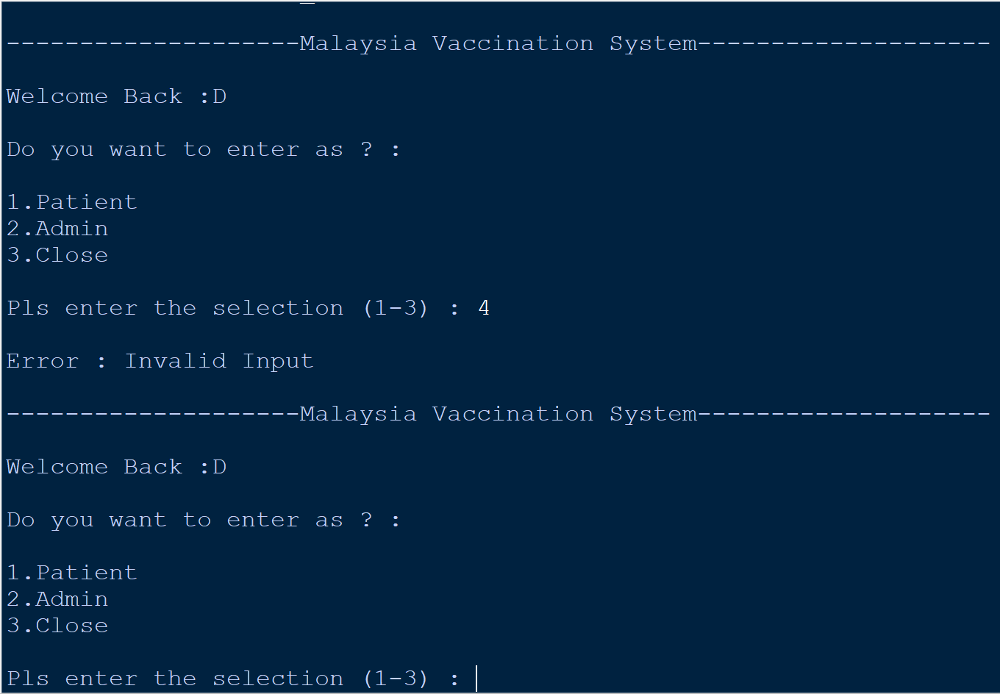 --------------------Malaysia Vaccination System--------------------
Welcome Back :D
Do you want to enter as ? :
1.Patient
2.Admin
3.Close
Pls enter the selection (1-3) : 4
Error : Invalid Input
--------------------Malaysia Vaccination System--------------------
Welcome Back :D
Do you want to enter as ? :
1.Patient
2.Admin
3.Close
Pls enter the selection (1-3) :